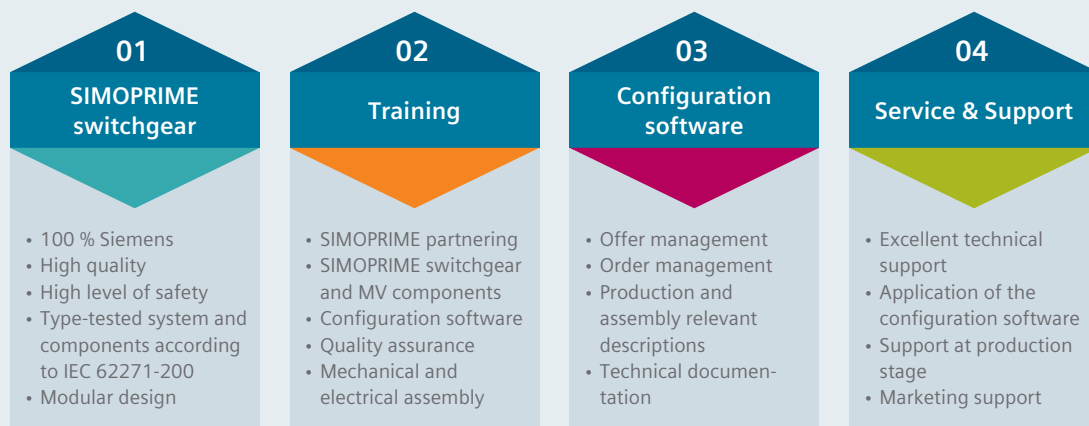 01
SIMOPRIME
switchgear
• 100 % Siemens
• High quality
• High level of safety
• Type-tested system and
components according
to IEC 62271-200
• Modular design
02
Training
• SIMOPRIME partnering
• SIMOPRIME switchgear
and MV components
• Configuration software
• Quality assurance
• Mechanical and
electrical assembly
03
Configuration
software
• Offer management
• Order management
• Production and
assembly relevant
descriptions
• Technical documen-
tation
04
Service & Support
• Excellent technical
support
• Application of the
configuration software
• Support at production
stage
• Marketing support